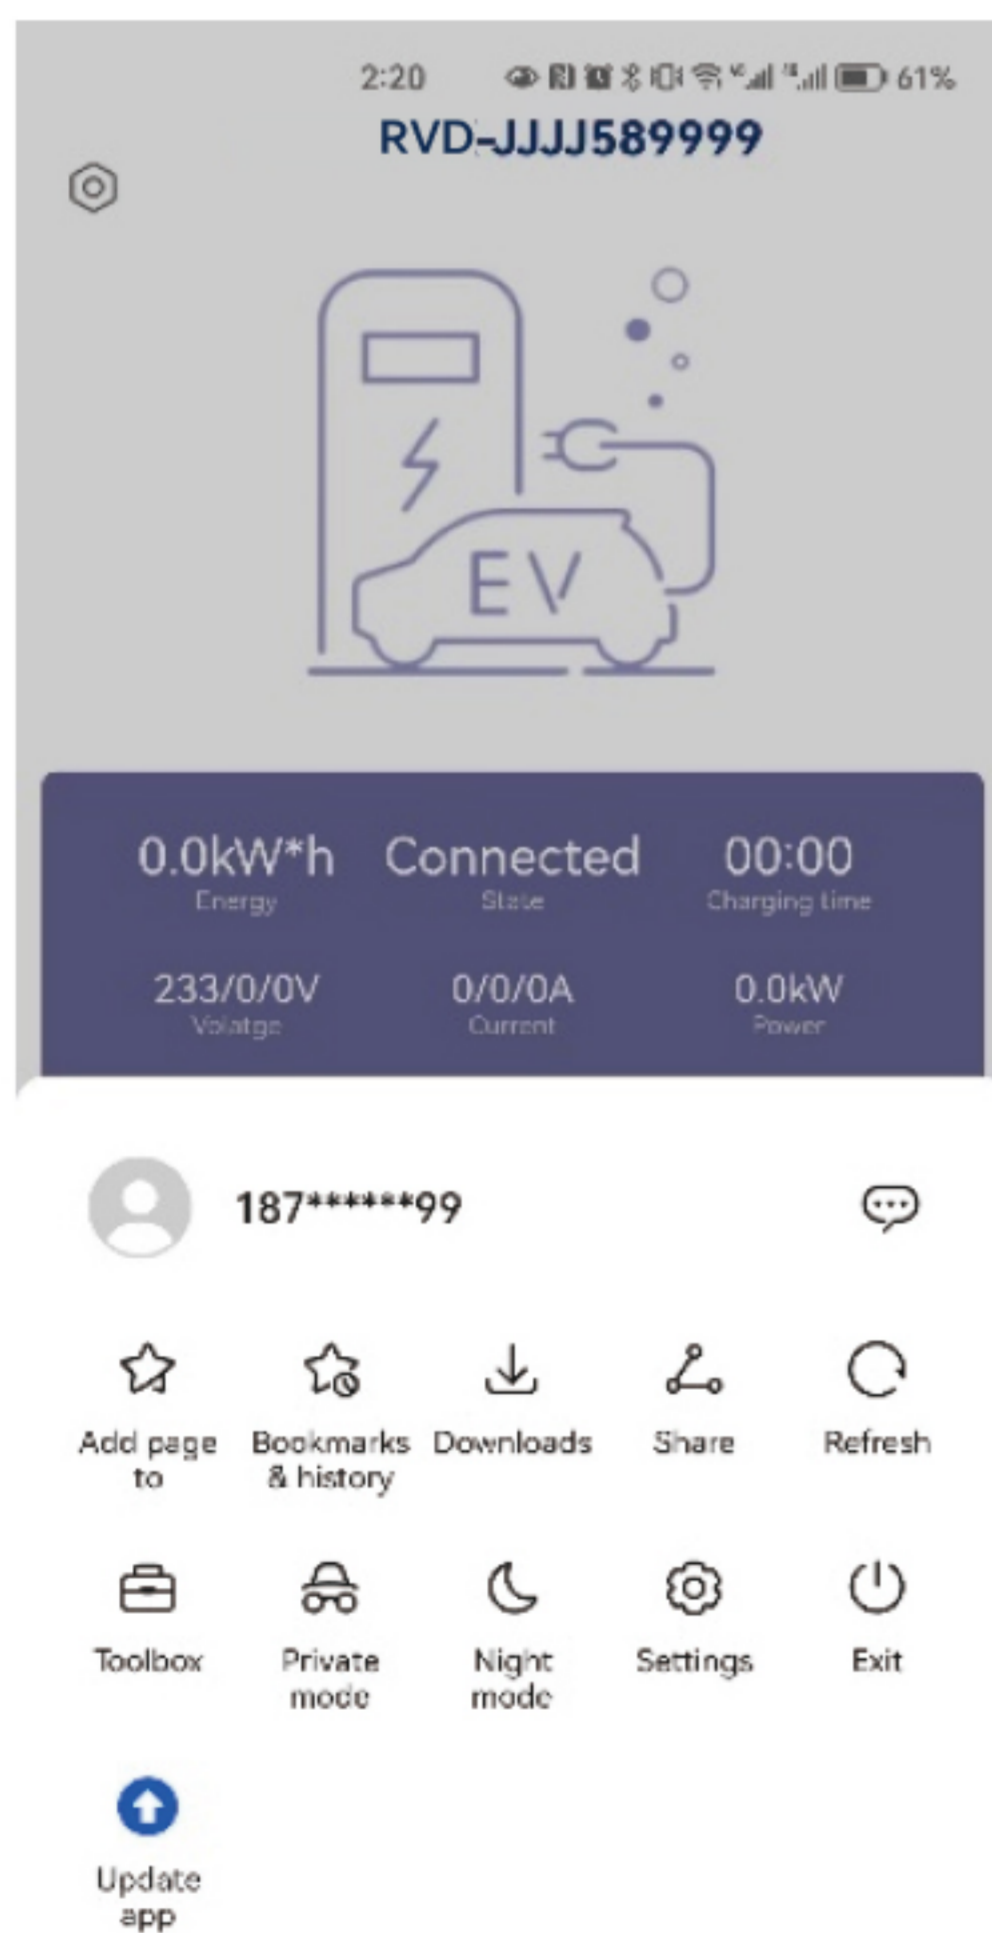 2:20 61%
RVD-JJJJ589999
EV
0.0kW*h Connected 00:00
Energy State Charging time
233/0/0V 0/0/0A 0.0kW
Volatge Current Power
187******99
Add page to
Bookmarks & history
Downloads
Share
Refresh
Toolbox
Private mode
Night mode
Settings
Exit
Update app